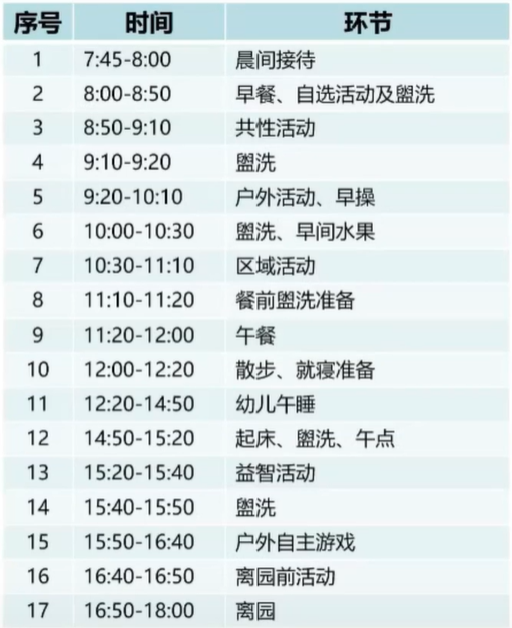 序号 时间 环节
1 7:45-8:00 晨间接待
2 8:00-8:50 早餐、自选活动及盥洗
3 8:50-9:10 共性活动
4 9:10-9:20 盥洗
5 9:20-10:10 户外活动、早操
6 10:00-10:30 盥洗、早间水果
7 10:30-11:10 区域活动
8 11:10-11:20 餐前盥洗准备
9 11:20-12:00 午餐
10 12:00-12:20 散步、就寝准备
11 12:20-14:50 幼儿午睡
12 14:50-15:20 起床、盥洗、午点
13 15:20-15:40 益智活动
14 15:40-15:50 盥洗
15 15:50-16:40 户外自主游戏
16 16:40-16:50 离园前活动
17 16:50-18:00 离园